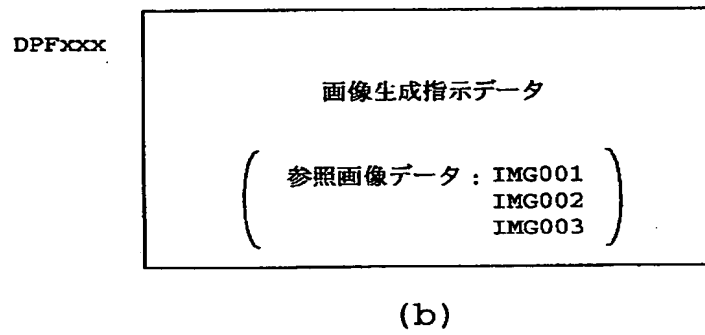 DPFxxx
画像生成指示データ
参照画像データ : IMG001
IMG002
IMG003
(b)